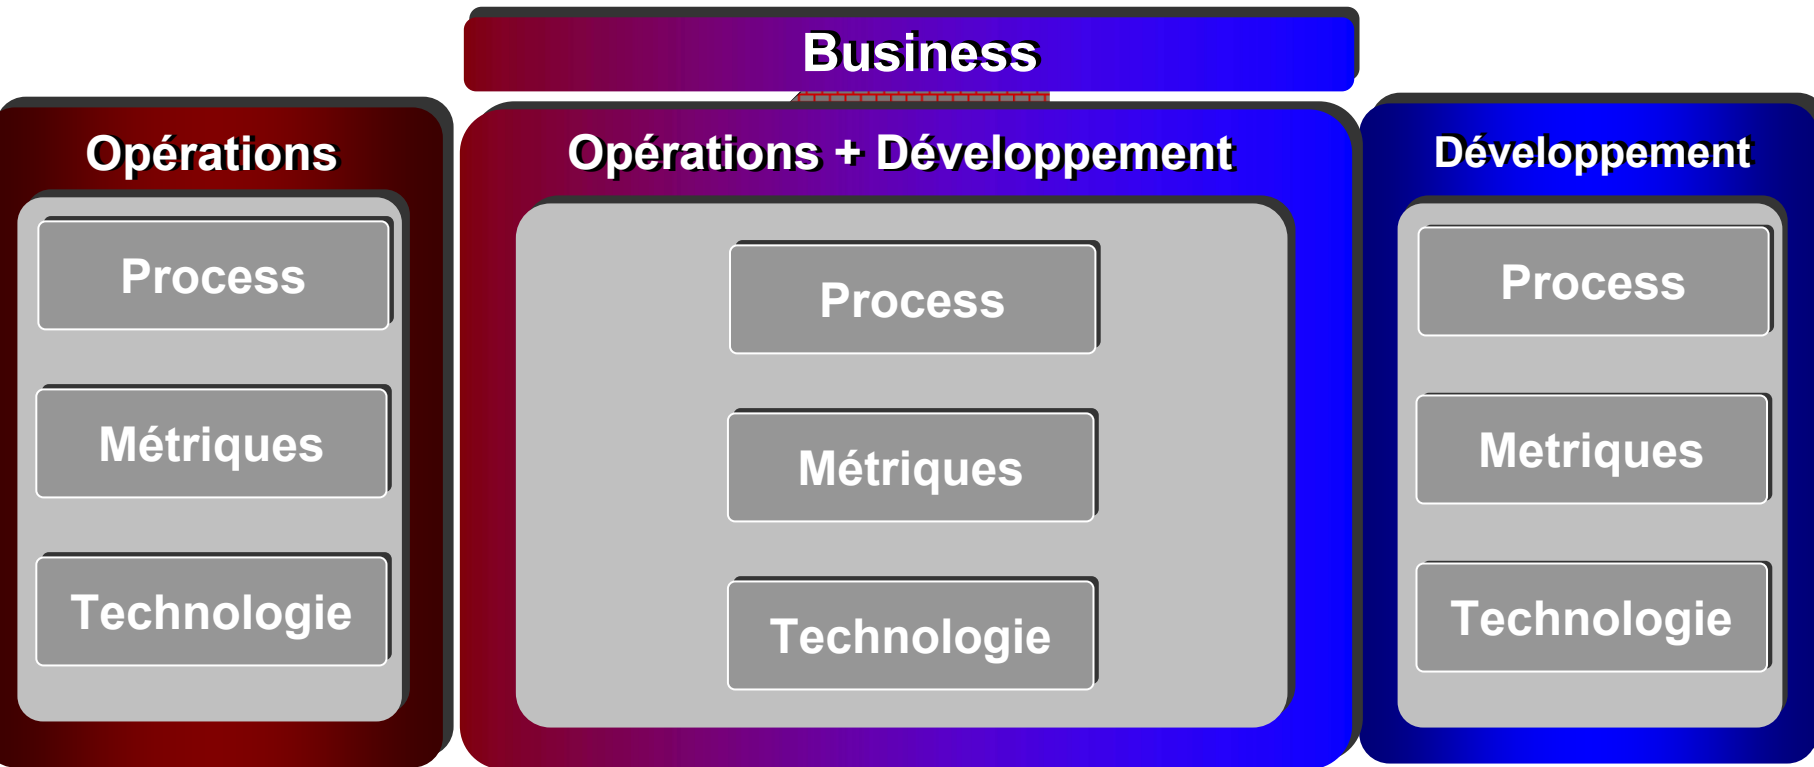 Business
Opérations
Process
Métriques
Technologie
Opérations + Développement
Process
Métriques
Technologie
Développement
Process
Metriques
Technologie